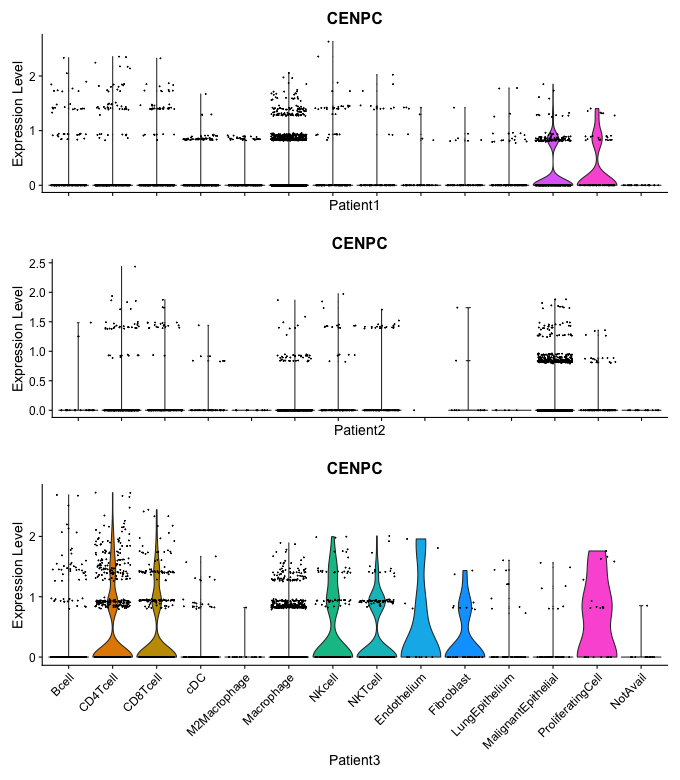 CENPC
Expression Level
2
1
0
Patient1
CENPC
Expression Level
2.5
2.0
1.5
1.0
0.5
0.0
Patient2
CENPC
Expression Level
2
1
0
Bcell
CD4Tcell
CD8Tcell
cDC
M2Macrophage
Macrophage
NKcell
NKTcell
Endothelium
Fibroblast
LungEpithelium
MalignantEpithelial
ProliferatingCell
NotAvail
Patient3